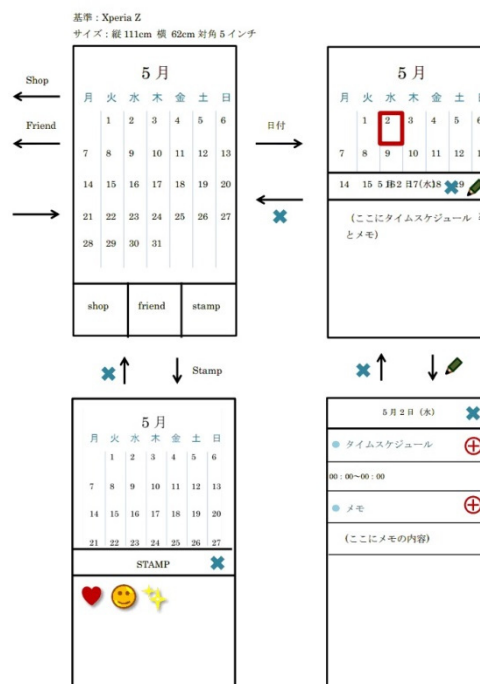 基準：Xperia Z
サイズ：縦 111cm 横 62cm 対角 5 インチ
Shop
Friend
5 月
月 火 水 木 金 土 日
1 2 3 4 5 6
7 8 9 10 11 12 13
14 15 16 17 18 19 20
21 22 23 24 25 26 27
28 29 30 31
shop friend stamp
日付
5 月
月 火 水 木 金 土
1 2 3 4 5 6
7 8 9 10 11 12
14 15 5 月 2 日 (水)
(ここにタイムスケジュール
とメモ)
Stamp
5 月
月 火 水 木 金 土 日
1 2 3 4 5 6
7 8 9 10 11 12 13
14 15 16 17 18 19 20
21 22 23 24 25 26 27
STAMP
5 月 2 日 (水)
タイムスケジュール
00：00～00：00
メモ
(ここにメモの内容)